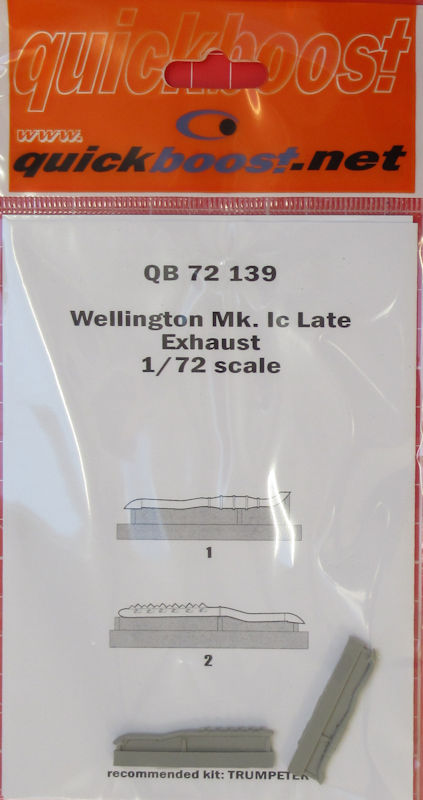 quickboost
www.
quickboost.net
QB 72 139
Wellington Mk. Ic Late
Exhaust
1/72 scale
1
2
recommended kit: TRUMPETER